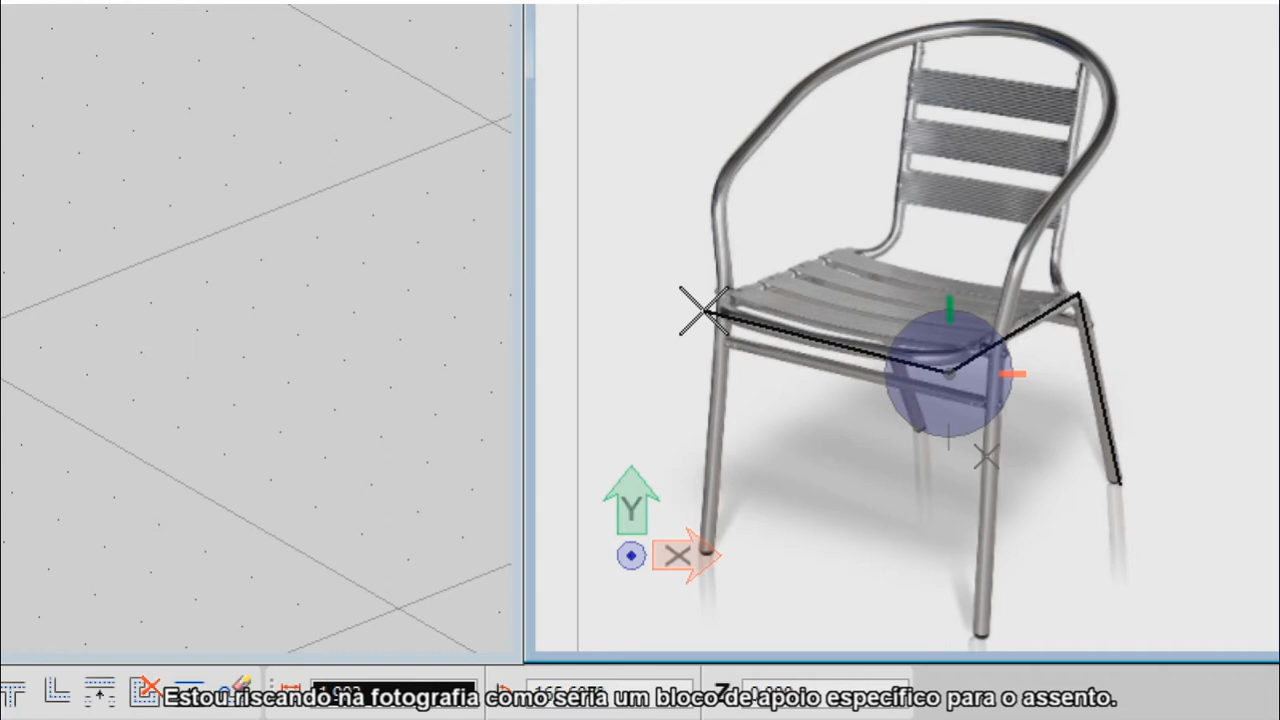 Y
X
Z
Estou riscando na fotografia como seria um bloco de apoio específico para o assento.